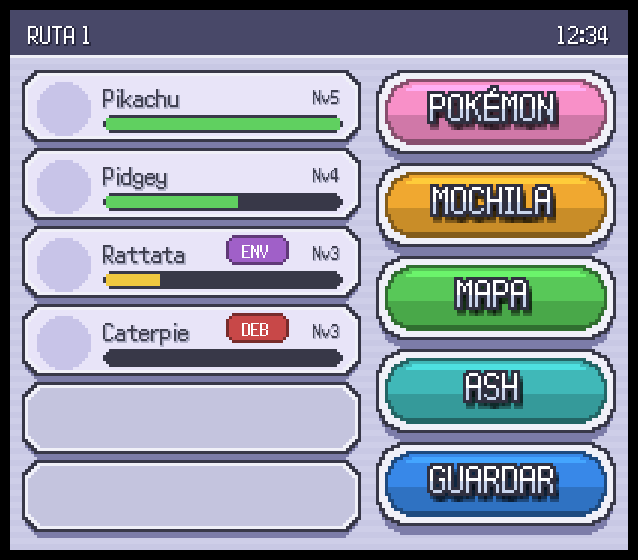 RUTA 1
12:34
Pikachu Nv5
Pidgey Nv4
Rattata ENV Nv3
Caterpie DEB Nv3
POKÉMON
MOCHILA
MAPA
ASH
GUARDAR